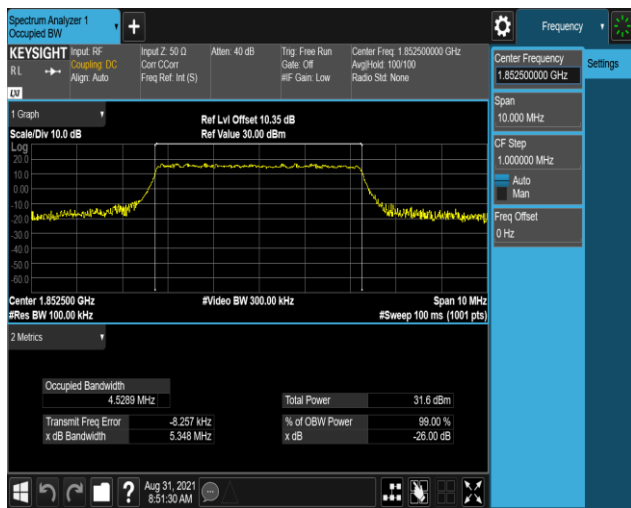 Spectrum Analyzer 1
Occupied BW
+
Frequency
KEYSIGHT
RL
LXI
Input: RF
Coupling: DC
Align: Auto
Input Z: 50 Ω
Corr CCorr
Freq Ref: Int (S)
Atten: 40 dB
Trig: Free Run
Gate: Off
#IF Gain: Low
Center Freq: 1.852500000 GHz
Avg|Hold: 100/100
Radio Std: None
Center Frequency
1.852500000 GHz
Settings
Span
10.000 MHz
CF Step
1.000000 MHz
Auto
Man
Freq Offset
0 Hz
1 Graph
Scale/Div 10.0 dB
Ref Lvl Offset 10.35 dB
Ref Value 30.00 dBm
Log
20.0
10.0
0.00
-10.0
-20.0
-30.0
-40.0
-50.0
-60.0
Center 1.852500 GHz
#Video BW 300.00 kHz
Span 10 MHz
#Res BW 100.00 kHz
#Sweep 100 ms (1001 pts)
2 Metrics
Occupied Bandwidth
4.5289 MHz
Total Power 31.6 dBm
Transmit Freq Error -8.257 kHz
% of OBW Power 99.00 %
x dB Bandwidth 5.348 MHz
x dB -26.00 dB
?
Aug 31, 2021
8:51:30 AM